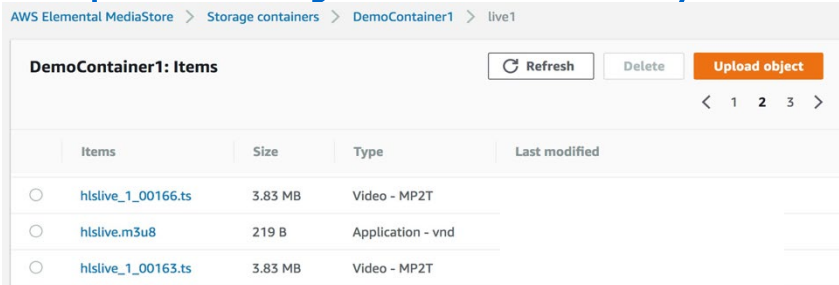 AWS Elemental MediaStore > Storage containers > DemoContainer1 > live1
DemoContainer1: Items Refresh Delete Upload object
< 1 2 3 >
Items Size Type Last modified
hlslive_1_00166.ts 3.83 MB Video - MP2T
hlslive.m3u8 219 B Application - vnd
hlslive_1_00163.ts 3.83 MB Video - MP2T